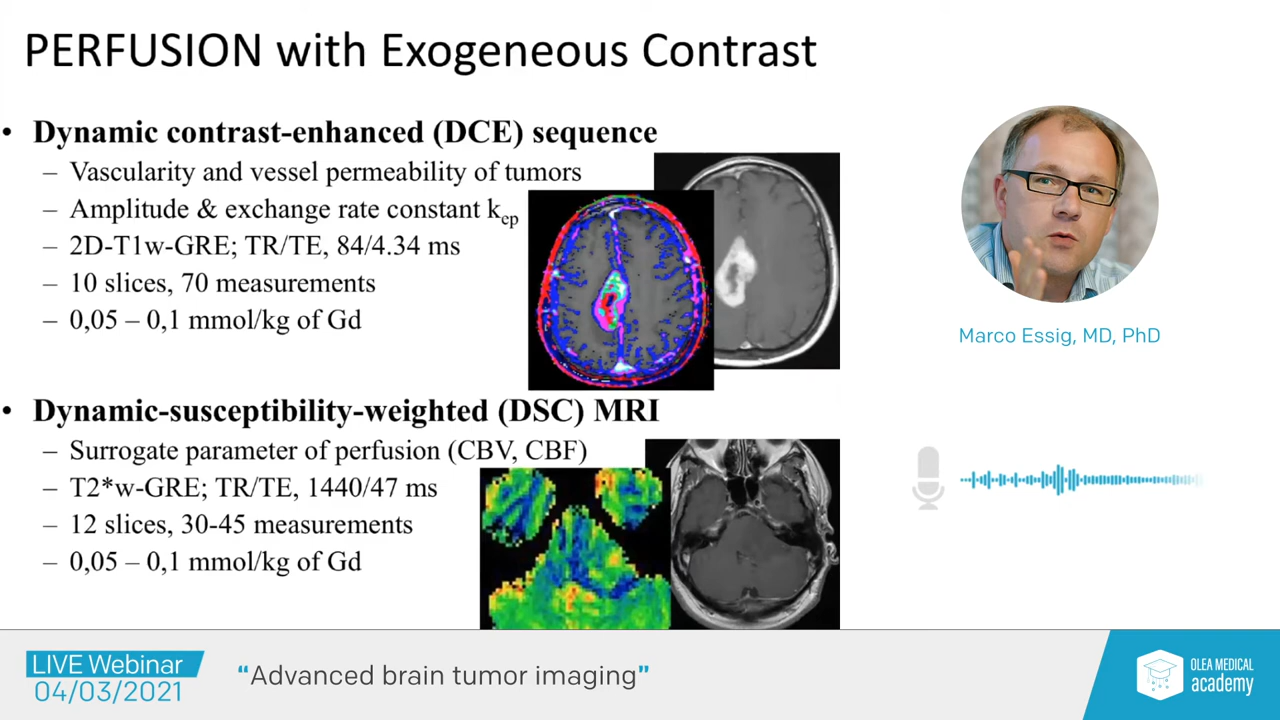 PERFUSION with Exogeneous Contrast
• Dynamic contrast-enhanced (DCE) sequence
– Vascularity and vessel permeability of tumors
– Amplitude & exchange rate constant kep
– 2D-T1w-GRE; TR/TE, 84/4.34 ms
– 10 slices, 70 measurements
– 0,05 – 0,1 mmol/kg of Gd
• Dynamic-susceptibility-weighted (DSC) MRI
– Surrogate parameter of perfusion (CBV, CBF)
– T2*w-GRE; TR/TE, 1440/47 ms
– 12 slices, 30-45 measurements
– 0,05 – 0,1 mmol/kg of Gd
Marco Essig, MD, PhD
LIVE Webinar
04/03/2021
“Advanced brain tumor imaging”
OLEA MEDICAL
academy